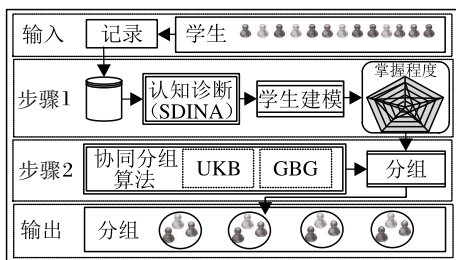 输入 记录 学生
步骤1 认知诊断 (SDINA) 学生建模 掌握程度
步骤2 协同分组算法 UKB GBG 分组
输出 分组